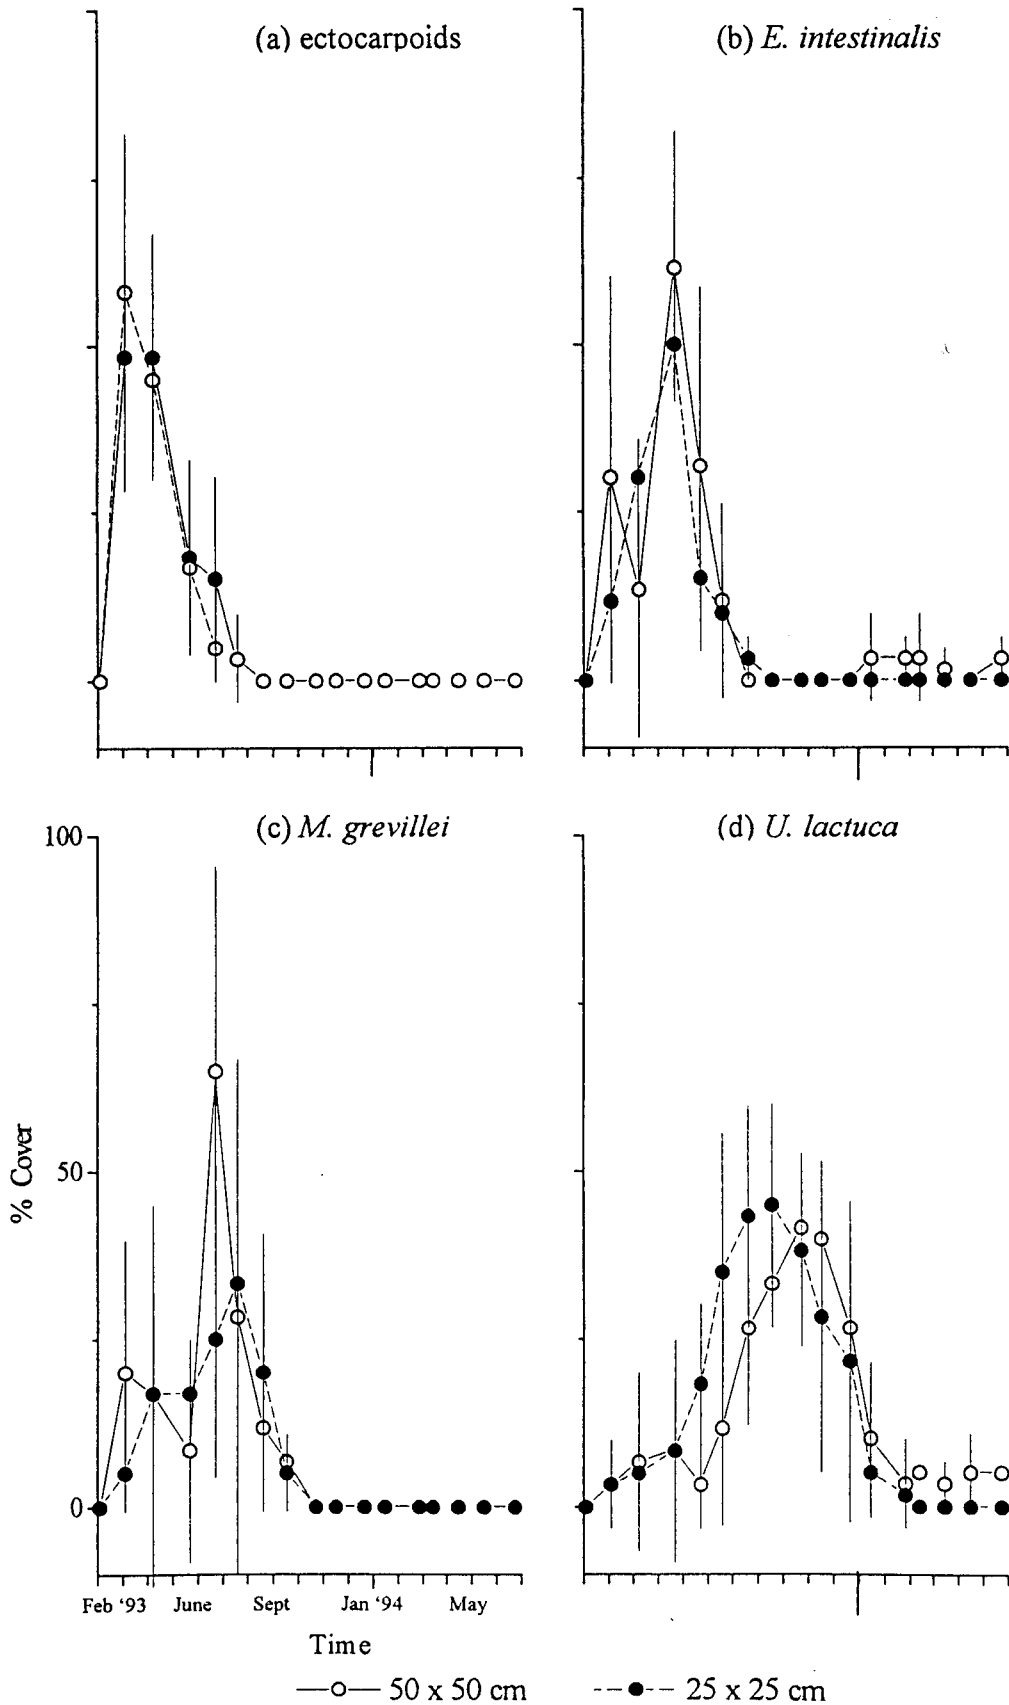 (a) ectocarpoids
(b) E. intestinalis
(c) M. grevillei
(d) U. lactuca
100
50
0
% Cover
Feb '93 June Sept Jan '94 May
Time
50 x 50 cm
25 x 25 cm